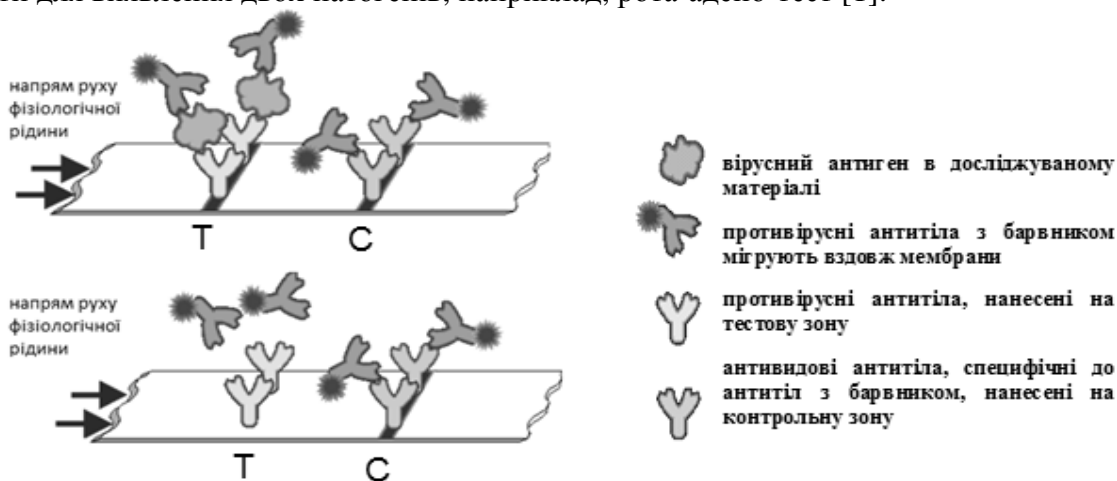 для виявлення двох патогенів, наприклад, рота-адено тест [1].
напрям руху
фізіологічної
рідини
Т С
напрям руху
фізіологічної
рідини
Т С
вірусний антиген в досліджуваному
матеріалі
противірусні антитіла з барвником
мігрують вздовж мембрани
противірусні антитіла, нанесені на
тестову зону
антивидові антитіла, специфічні до
антитіл з барвником, нанесені на
контрольну зону